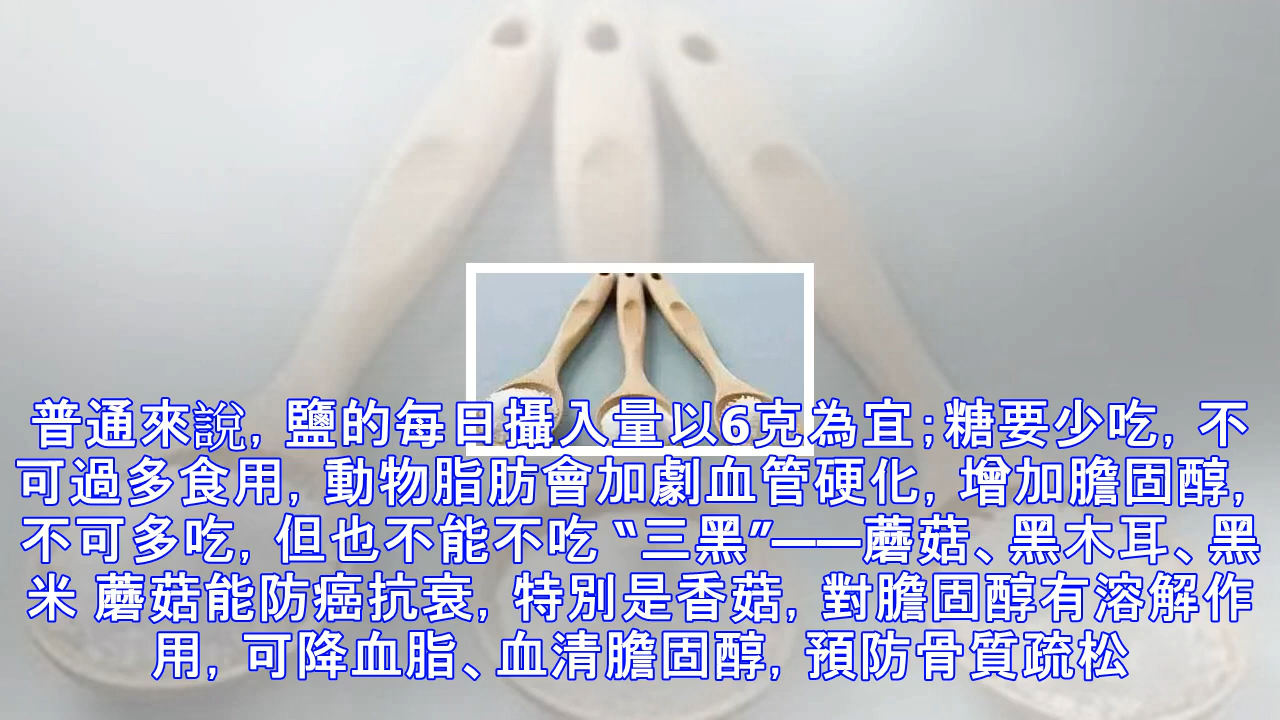 普通來說, 鹽的每日攝入量以6克為宜;糖要少吃, 不
可過多食用, 動物脂肪會加劇血管硬化, 增加膽固醇,
不可多吃, 但也不能不吃 “三黑”——蘑菇、黑木耳、黑
米 蘑菇能防癌抗衰, 特別是香菇, 對膽固醇有溶解作
用, 可降血脂、血清膽固醇, 預防骨質疏松